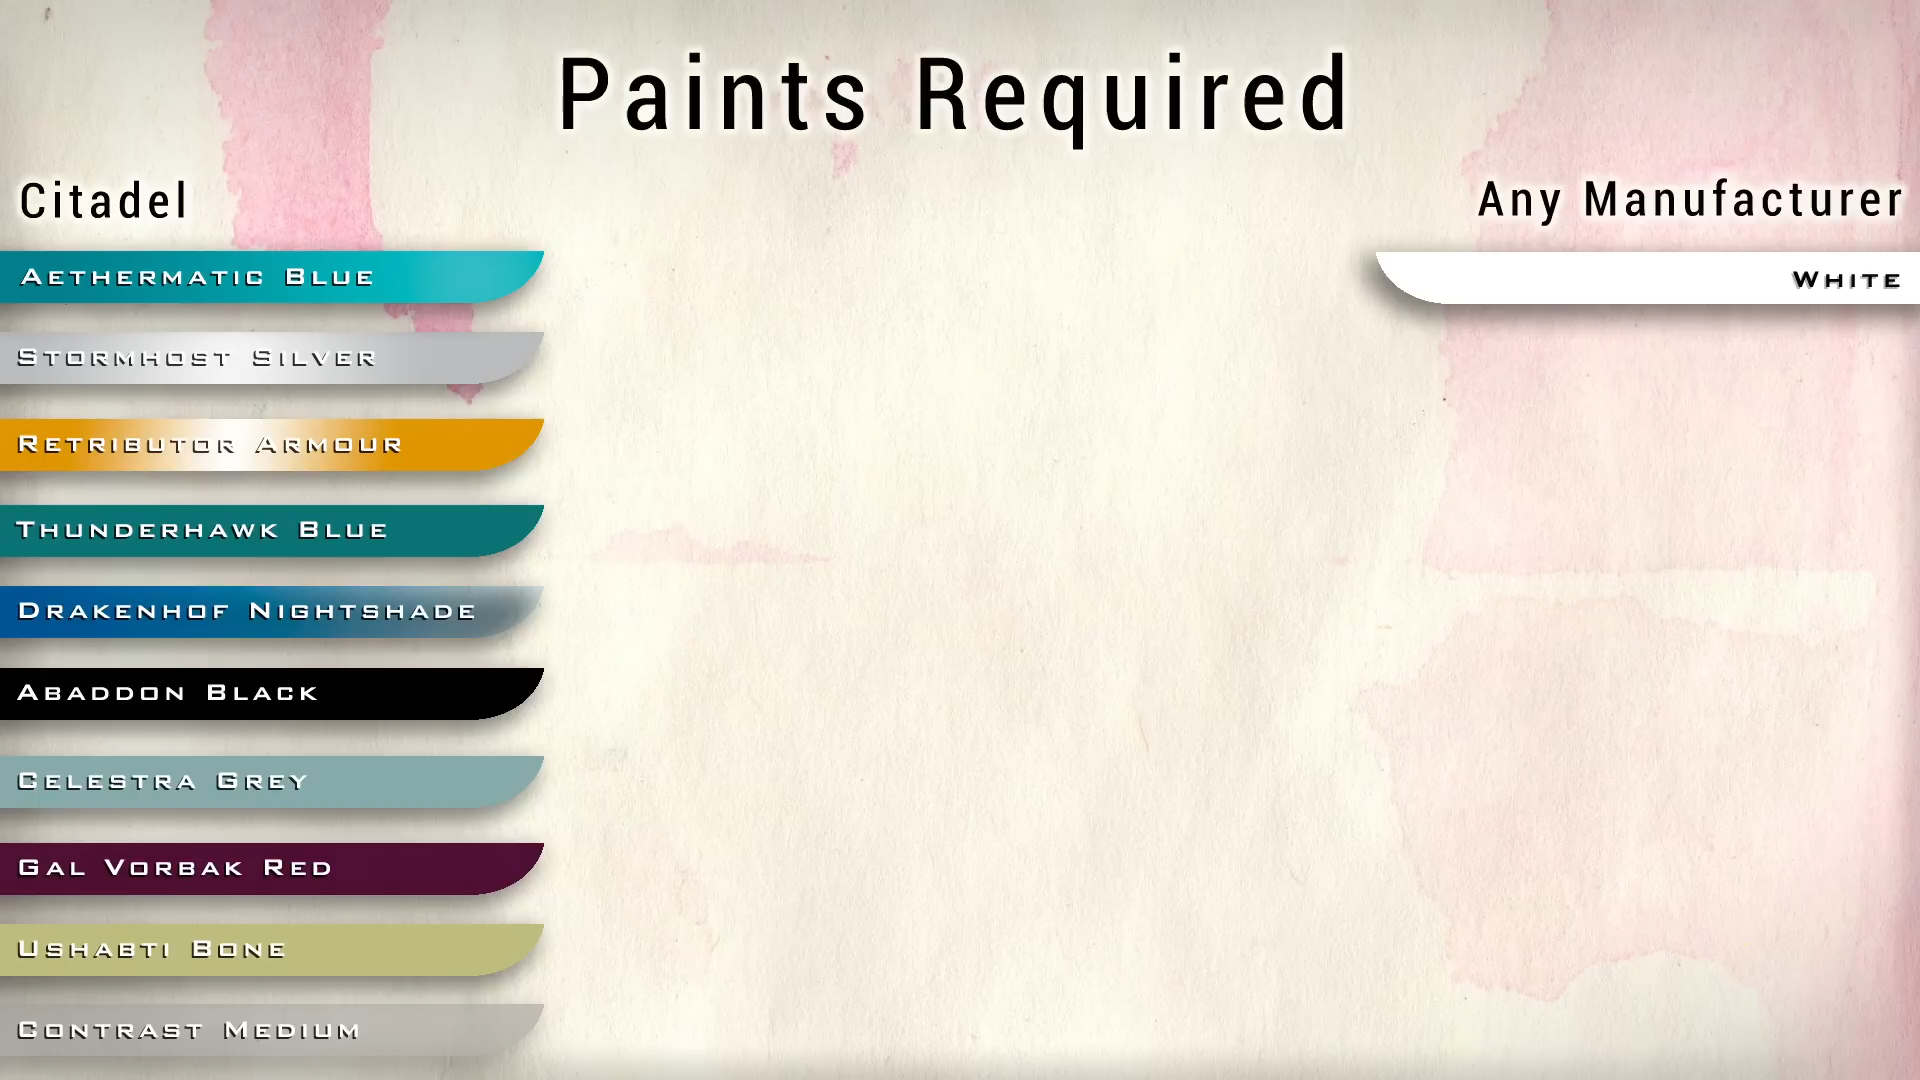 Paints Required
Citadel
Aethermatic Blue
Stormhost Silver
Retributor Armour
Thunderhawk Blue
Drakenhof Nightshade
Abaddon Black
Celestra Grey
Gal Vorbak Red
Ushabti Bone
Contrast Medium
Any Manufacturer
White